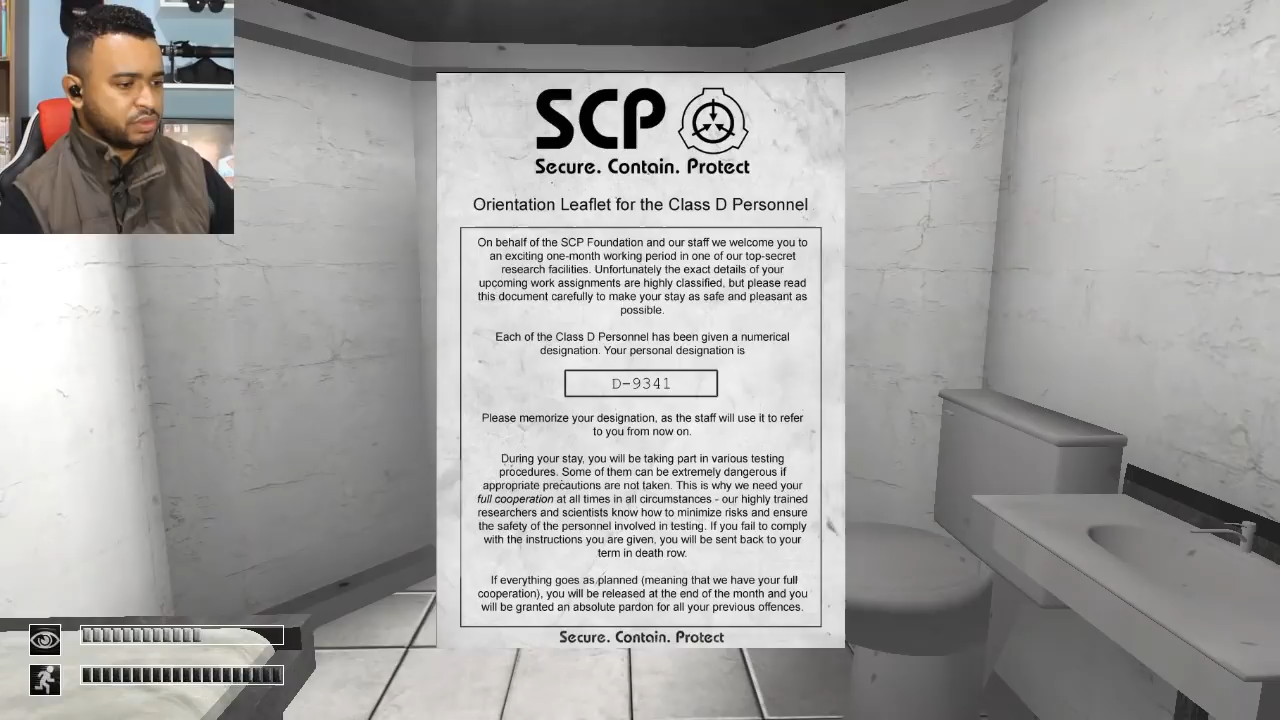 SCP
Secure. Contain. Protect
Orientation Leaflet for the Class D Personnel
On behalf of the SCP Foundation and our staff we welcome you to
an exciting one-month working period in one of our top-secret
research facilities. Unfortunately the exact details of your
upcoming work assignments are highly classified, but please read
this document carefully to make your stay as safe and pleasant as
possible.
Each of the Class D Personnel has been given a numerical
designation. Your personal designation is
D-9341
Please memorize your designation, as the staff will use it to refer
to you from now on.
During your stay, you will be taking part in various testing
procedures. Some of them can be extremely dangerous if
appropriate precautions are not taken. This is why we need your
full cooperation at all times in all circumstances - our highly trained
researchers and scientists know how to minimize risks and ensure
the safety of the personnel involved in testing. If you fail to comply
with the instructions you are given, you will be sent back to your
term in death row.
If everything goes as planned (meaning that we have your full
cooperation), you will be released at the end of the month and you
will be granted an absolute pardon for all your previous offences.
Secure. Contain. Protect